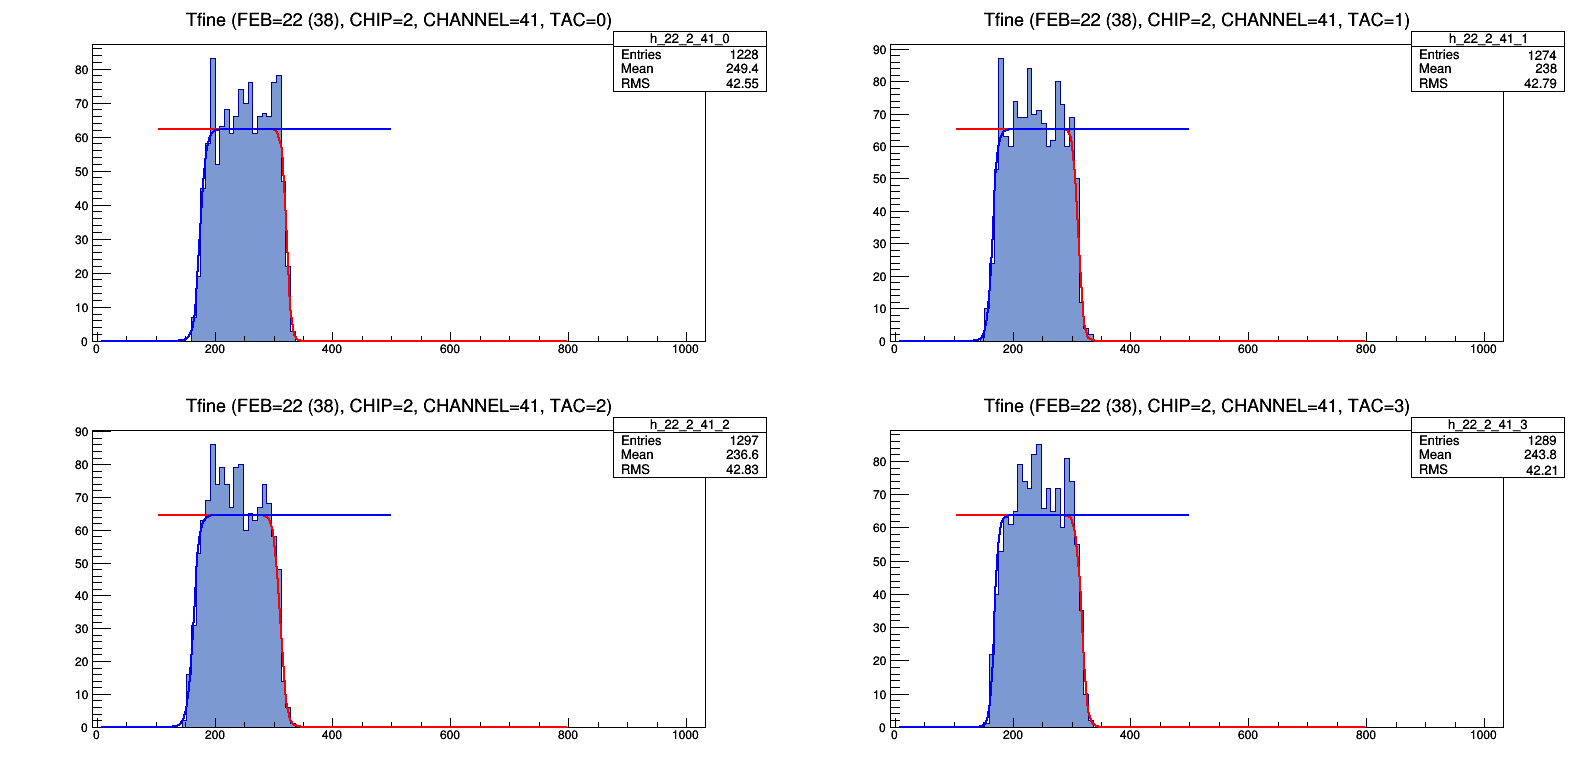 Tfine (FEB=22 (38), CHIP=2, CHANNEL=41, TAC=0)
h_22_2_41_0
Entries 1228
Mean 249.4
RMS 42.55
80
70
60
50
40
30
20
10
0
0 200 400 600 800 1000
Tfine (FEB=22 (38), CHIP=2, CHANNEL=41, TAC=1)
h_22_2_41_1
Entries 1274
Mean 238
RMS 42.79
90
80
70
60
50
40
30
20
10
0
0 200 400 600 800 1000
Tfine (FEB=22 (38), CHIP=2, CHANNEL=41, TAC=2)
h_22_2_41_2
Entries 1297
Mean 236.6
RMS 42.83
90
80
70
60
50
40
30
20
10
0
0 200 400 600 800 1000
Tfine (FEB=22 (38), CHIP=2, CHANNEL=41, TAC=3)
h_22_2_41_3
Entries 1289
Mean 243.8
RMS 42.21
80
70
60
50
40
30
20
10
0
0 200 400 600 800 1000